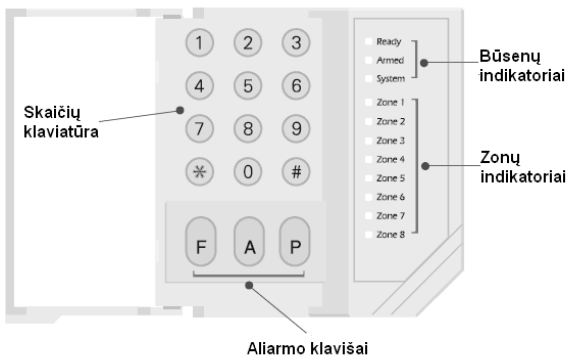 1 2 3
4 5 6
7 8 9
* 0 #
F A P
Ready
Armed
System
Zone 1
Zone 2
Zone 3
Zone 4
Zone 5
Zone 6
Zone 7
Zone 8
Skaičių
klaviatūra
Būsenų
indikatoriai
Zonų
indikatoriai
Aliarmo klavišai